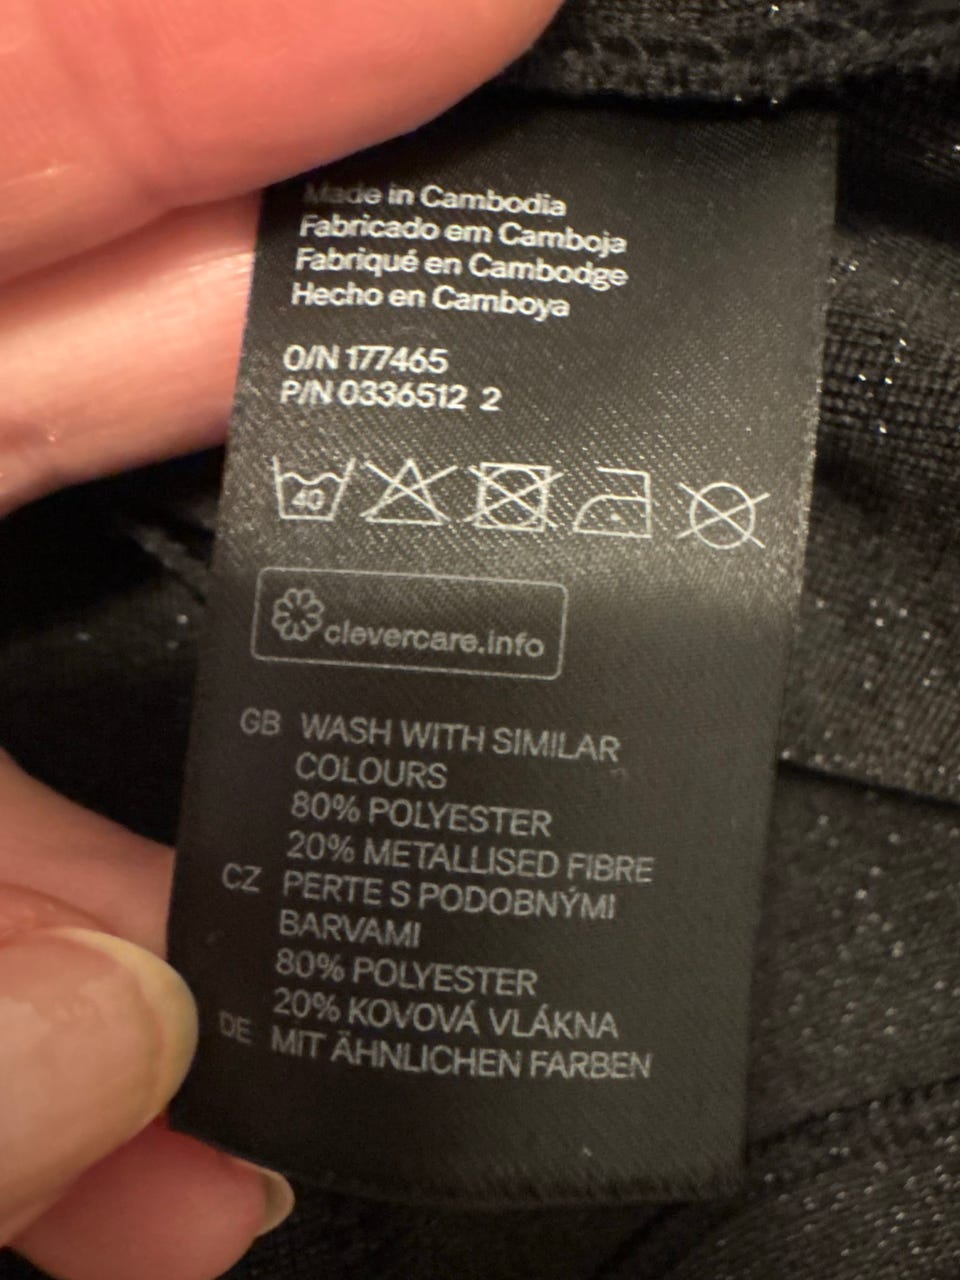 Made in Cambodia
Fabricado em Camboja
Fabriqué en Cambodge
Hecho en Camboya
O/N 177465
P/N 0336512 2
40
clevercare.info
GB WASH WITH SIMILAR
COLOURS
80% POLYESTER
20% METALLISED FIBRE
CZ PERTE S PODOBNÝMI
BARVAMI
80% POLYESTER
20% KOVOVÁ VLÁKNA
DE MIT ÄHNLICHEN FARBEN